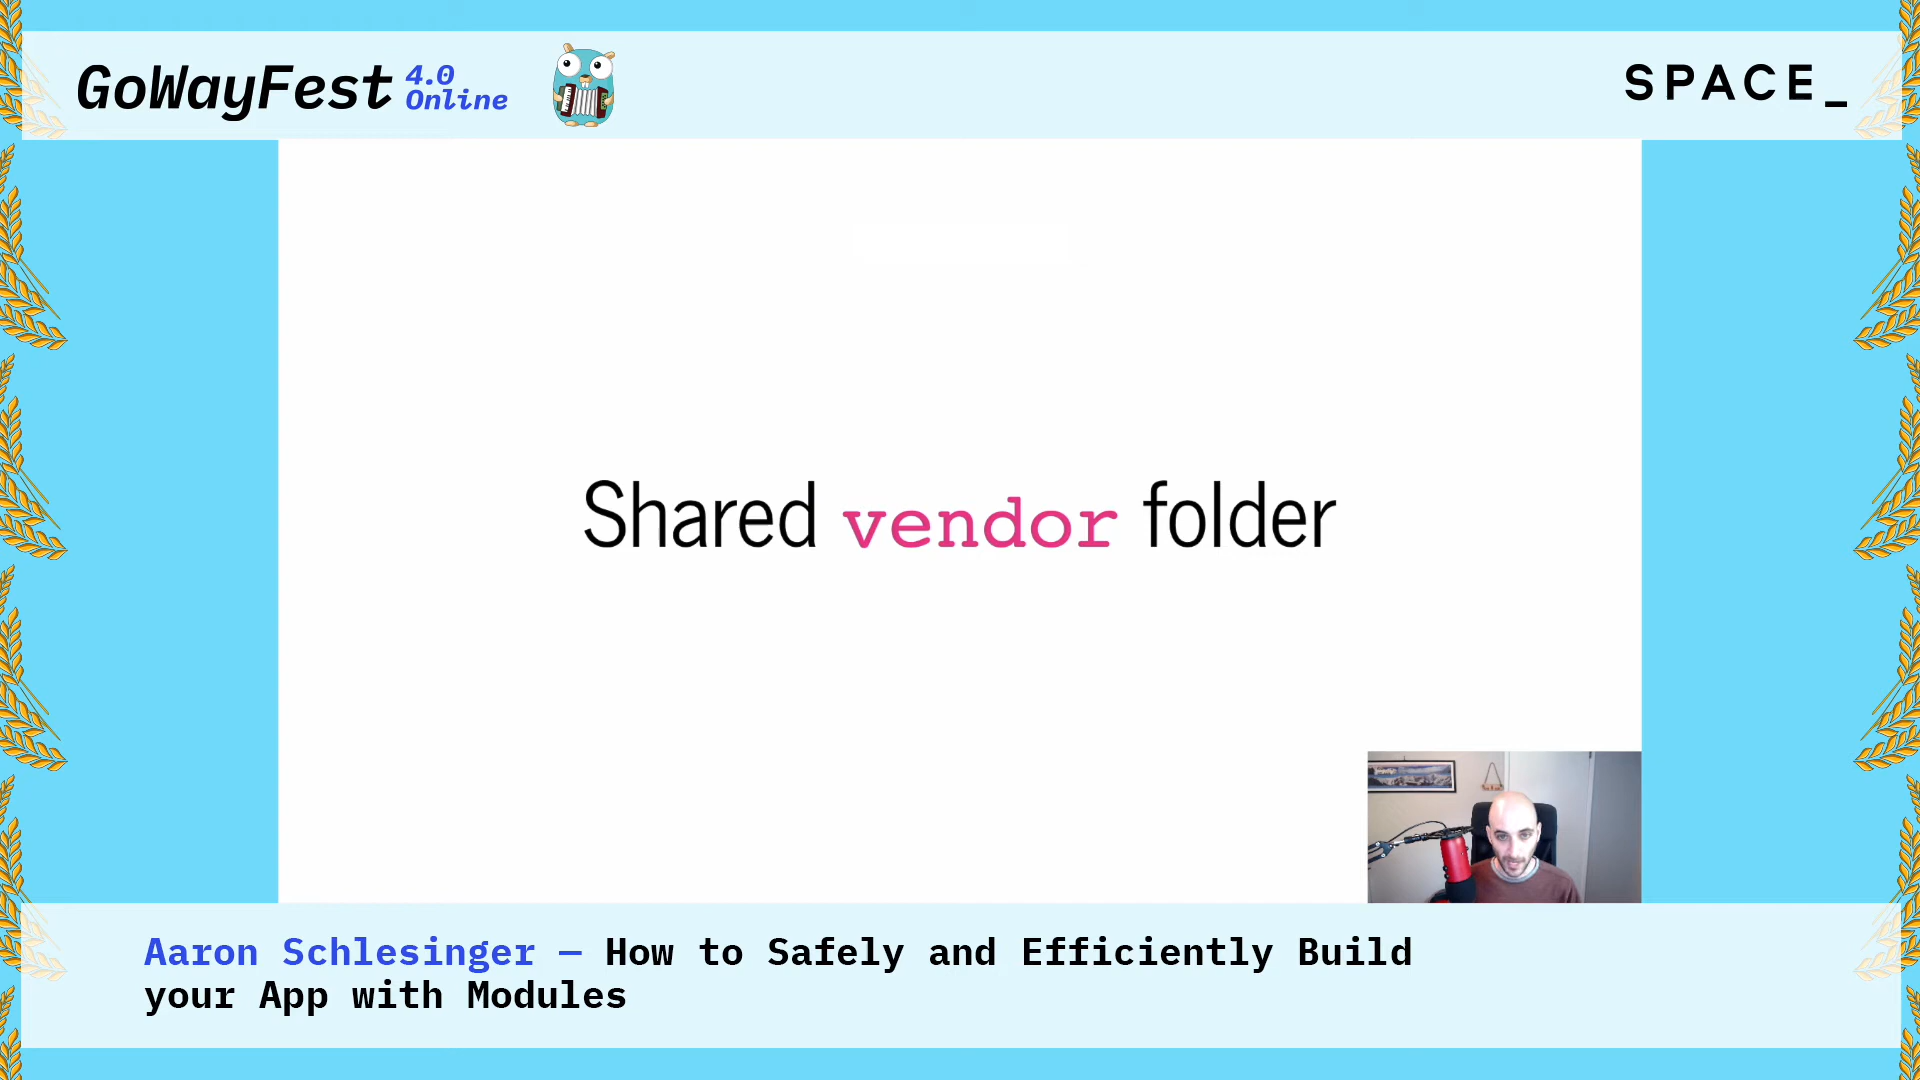 GoWayFest 4.0 Online
SPACE_
Shared vendor folder
Aaron Schlesinger — How to Safely and Efficiently Build
your App with Modules